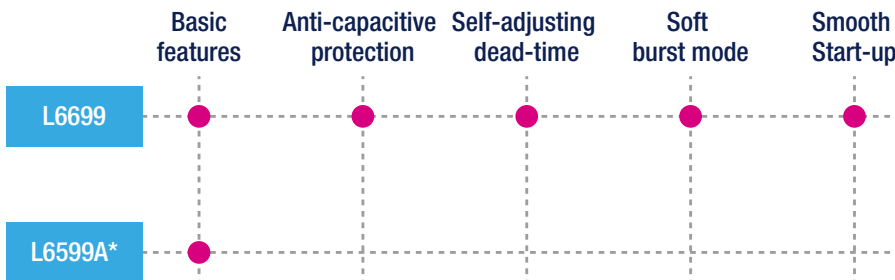 Basic
features
Anti-capacitive
protection
Self-adjusting
dead-time
Soft
burst mode
Smooth
Start-up
L6699
L6599A*